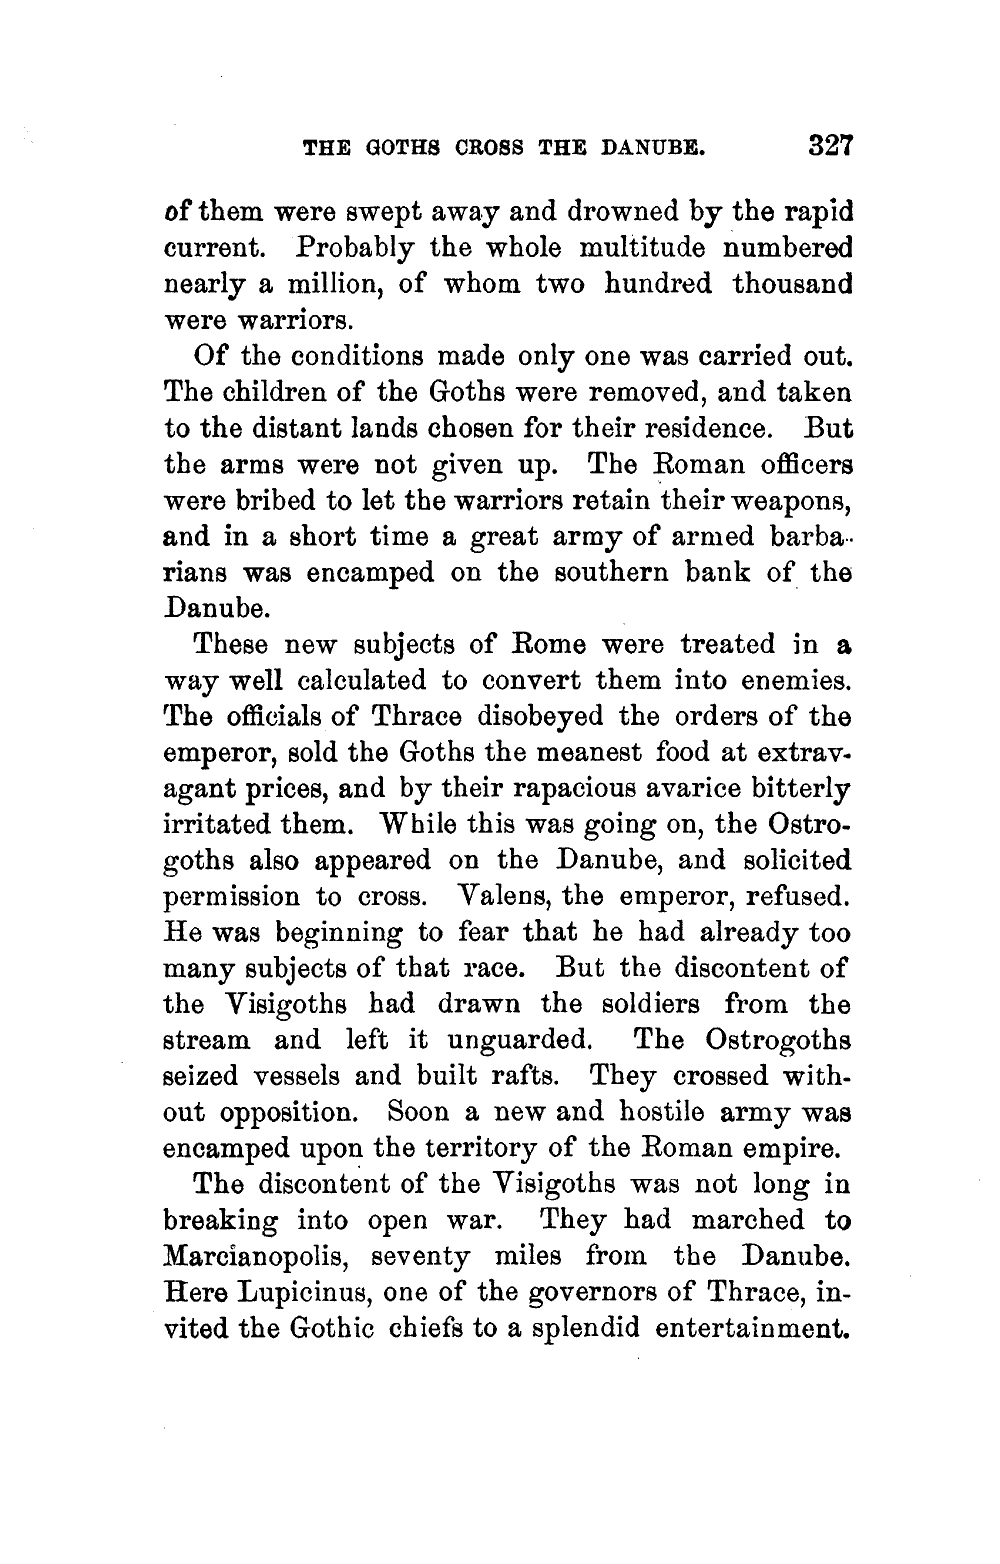 THE GOTHS CROSS THE DANUBE. 327
of them were swept away and drowned by the rapid
current. Probably the whole multitude numbered
nearly a million, of whom two hundred thousand
were warriors.
Of the conditions made only one was carried out.
The children of the Goths were removed, and taken
to the distant lands chosen for their residence. But
the arms were not given up. The Roman officers
were bribed to let the warriors retain their weapons,
and in a short time a great army of armed barba-
rians was encamped on the southern bank of the
Danube.
These new subjects of Rome were treated in a
way well calculated to convert them into enemies.
The officials of Thrace disobeyed the orders of the
emperor, sold the Goths the meanest food at extrav-
agant prices, and by their rapacious avarice bitterly
irritated them. While this was going on, the Ostro-
goths also appeared on the Danube, and solicited
permission to cross. Valens, the emperor, refused.
He was beginning to fear that he had already too
many subjects of that race. But the discontent of
the Visigoths had drawn the soldiers from the
stream and left it unguarded. The Ostrogoths
seized vessels and built rafts. They crossed with-
out opposition. Soon a new and hostile army was
encamped upon the territory of the Roman empire.
The discontent of the Visigoths was not long in
breaking into open war. They had marched to
Marcianopolis, seventy miles from the Danube.
Here Lupicinus, one of the governors of Thrace, in-
vited the Gothic chiefs to a splendid entertainment.